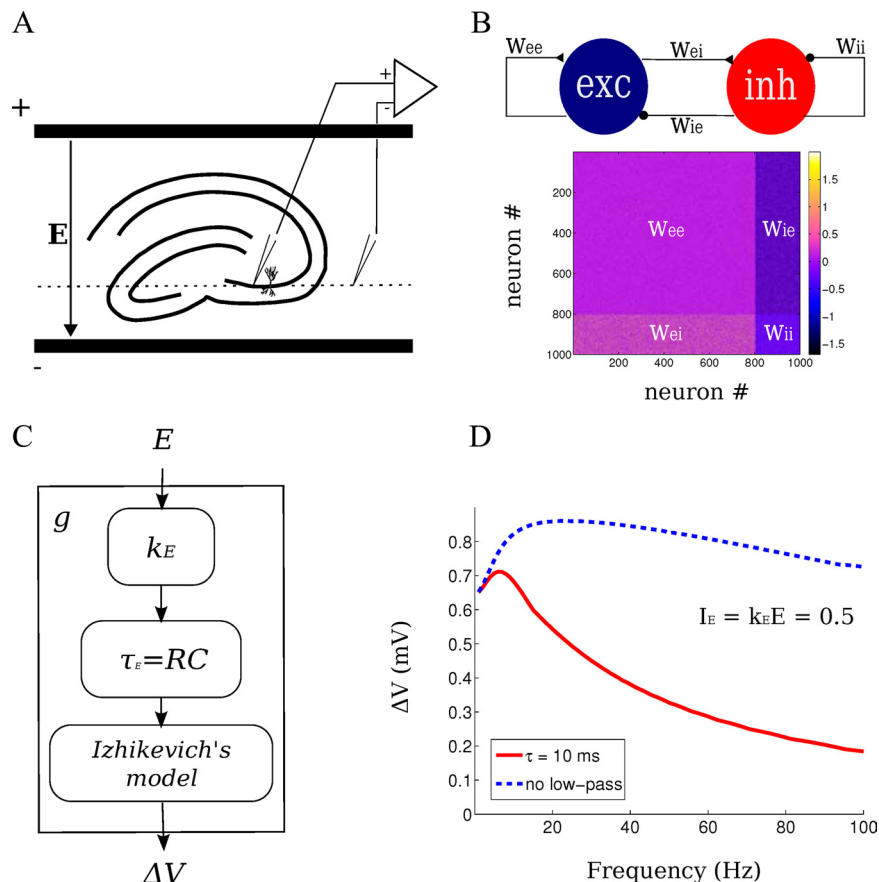 A
+
E
-
+
-
B
Wee
Wei
Wii
exc
inh
Wie
neuron #
200
400
600
800
1000
Wee
Wie
Wei
Wii
200
400
600
800
1000
neuron #
1.5
1
0.5
0
−0.5
−1
−1.5
C
E
g
kE
τE=RC
Izhikevich's
model
ΔV
D
ΔV (mV)
0.8
0.7
0.6
0.5
0.4
0.3
0.2
0.1
0
IE = kEE = 0.5
τ = 10 ms
no low−pass
20
40
60
80
100
Frequency (Hz)